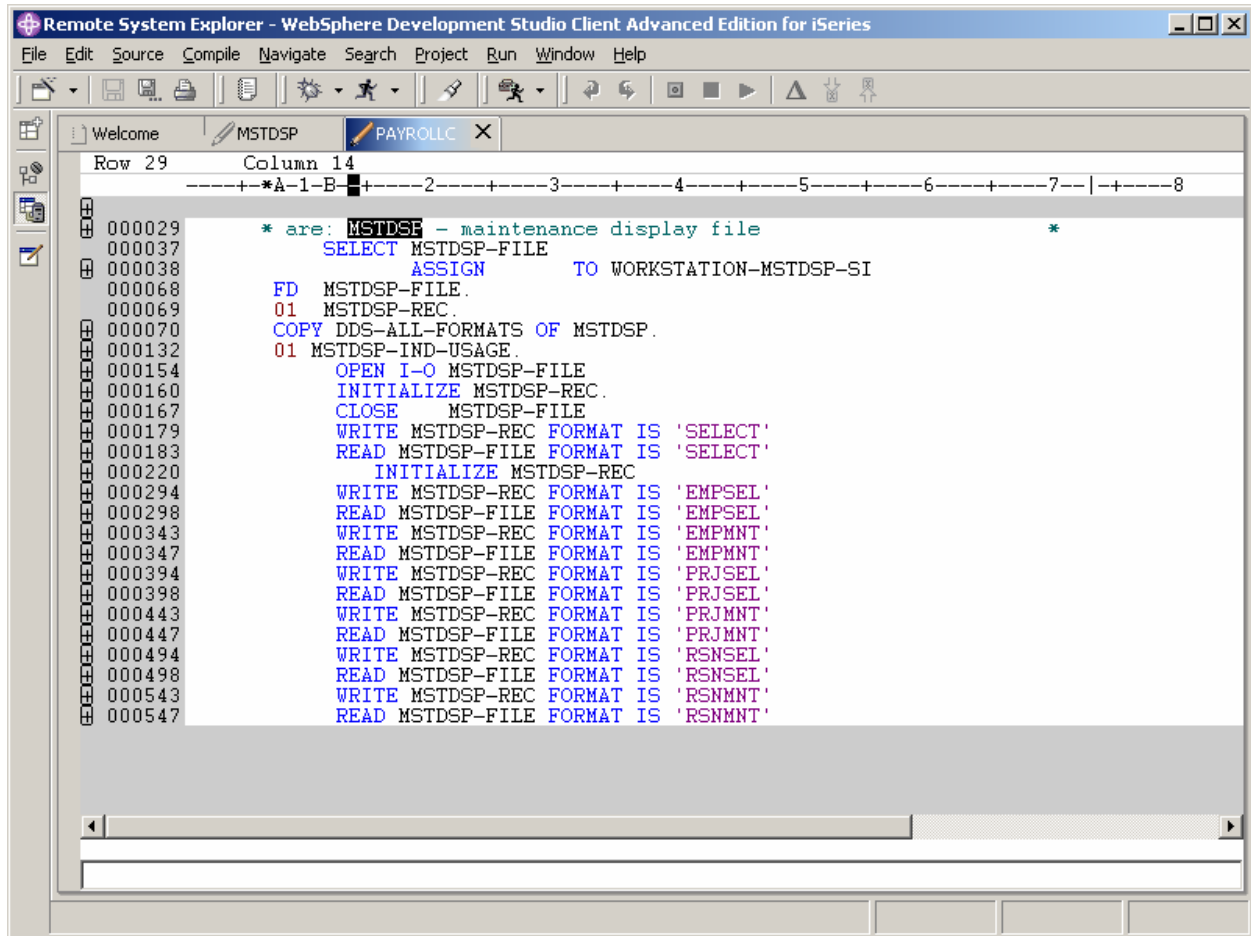 Remote System Explorer - WebSphere Development Studio Client Advanced Edition for iSeries
File Edit Source Compile Navigate Search Project Run Window Help
Welcome MSTDSP PAYROLLC
Row 29 Column 14
----+-*A-1-B- +----2----+----3----+----4----+----5----+----6----+----7--|-+----8
000029 * are: MSTDSP - maintenance display file *
000037 SELECT MSTDSP-FILE
000038 ASSIGN TO WORKSTATION-MSTDSP-SI
000068 FD MSTDSP-FILE.
000069 01 MSTDSP-REC.
000070 COPY DDS-ALL-FORMATS OF MSTDSP.
000132 01 MSTDSP-IND-USAGE.
000154 OPEN I-O MSTDSP-FILE
000160 INITIALIZE MSTDSP-REC.
000167 CLOSE MSTDSP-FILE
000179 WRITE MSTDSP-REC FORMAT IS 'SELECT'
000183 READ MSTDSP-FILE FORMAT IS 'SELECT'
000220 INITIALIZE MSTDSP-REC
000294 WRITE MSTDSP-REC FORMAT IS 'EMPSEL'
000298 READ MSTDSP-FILE FORMAT IS 'EMPSEL'
000343 WRITE MSTDSP-REC FORMAT IS 'EMPMNT'
000347 READ MSTDSP-FILE FORMAT IS 'EMPMNT'
000394 WRITE MSTDSP-REC FORMAT IS 'PRJSEL'
000398 READ MSTDSP-FILE FORMAT IS 'PRJSEL'
000443 WRITE MSTDSP-REC FORMAT IS 'PRJMNT'
000447 READ MSTDSP-FILE FORMAT IS 'PRJMNT'
000494 WRITE MSTDSP-REC FORMAT IS 'RSNSEL'
000498 READ MSTDSP-FILE FORMAT IS 'RSNSEL'
000543 WRITE MSTDSP-REC FORMAT IS 'RSNMNT'
000547 READ MSTDSP-FILE FORMAT IS 'RSNMNT'